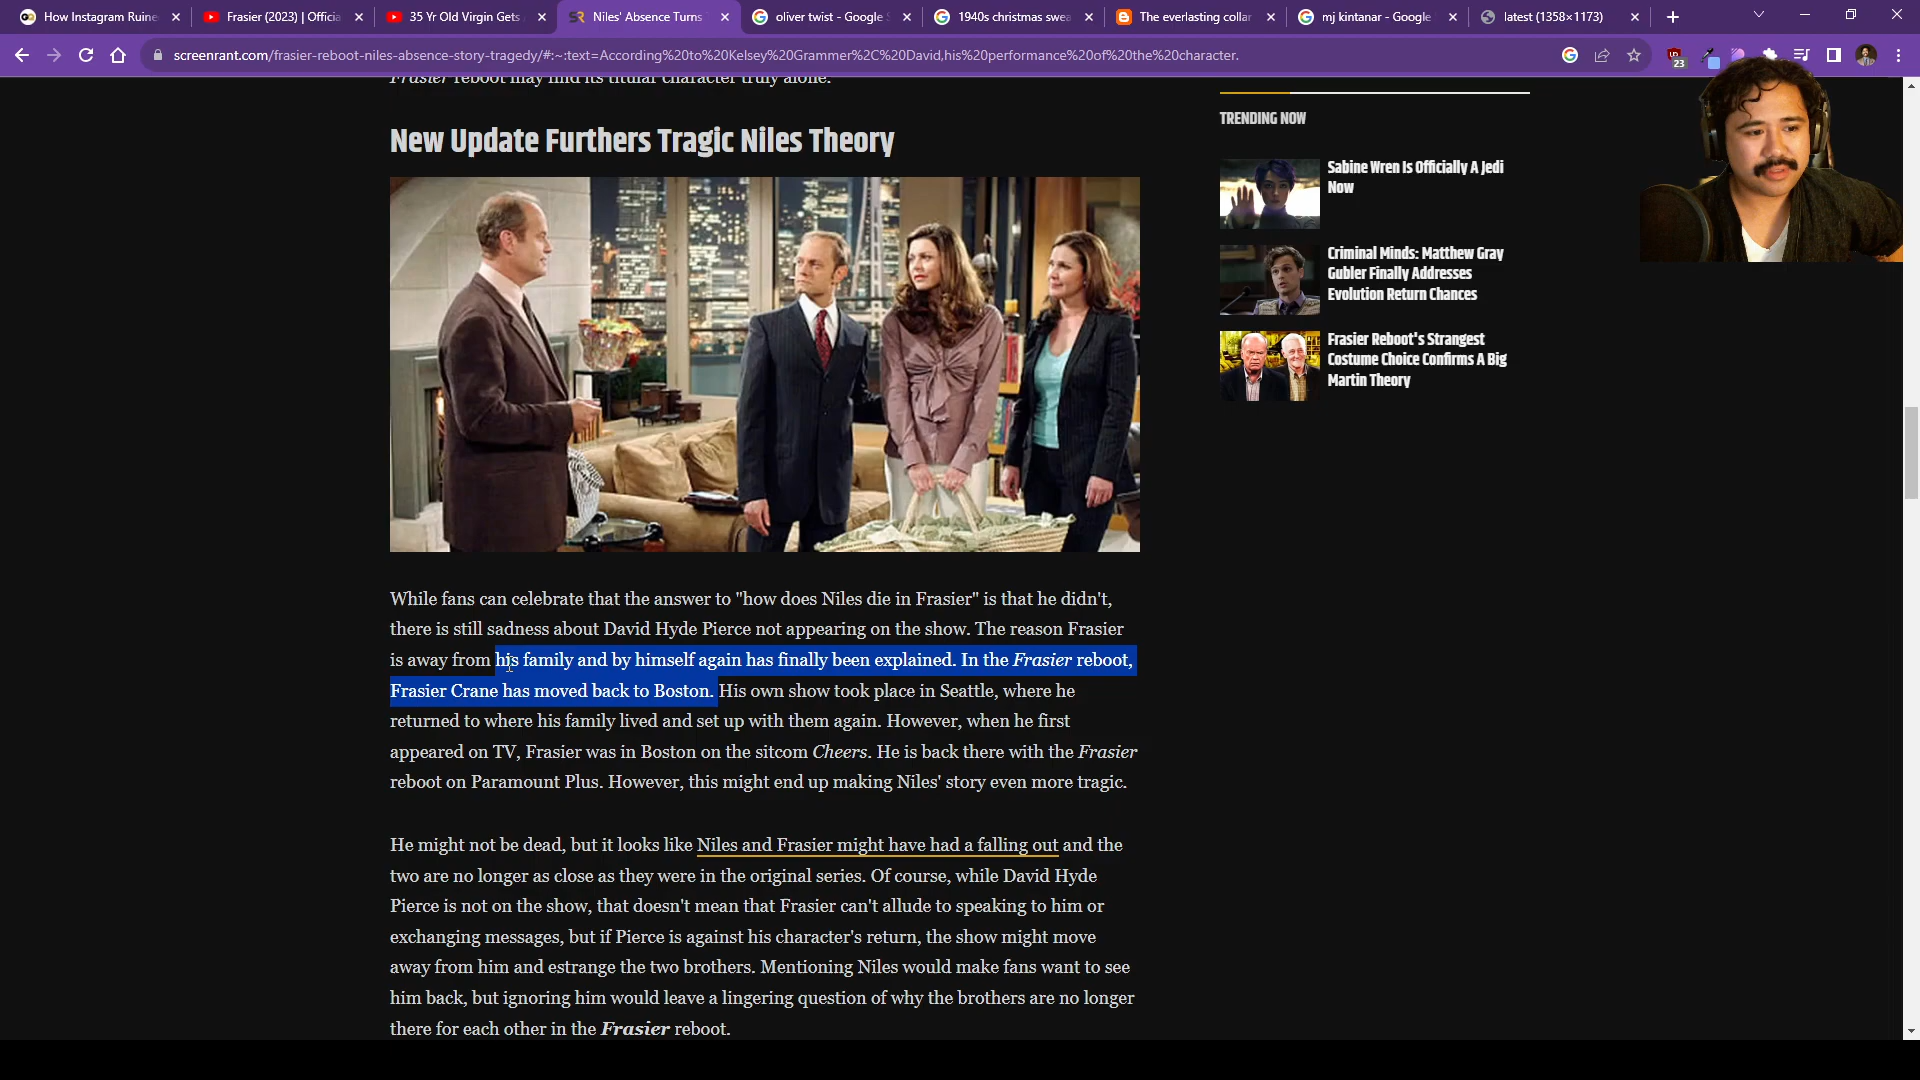 How Instagram Ruine
Frasier (2023) | Officia
35 Yr Old Virgin Gets
Niles' Absence Turns
oliver twist - Google S
1940s christmas swea
The everlasting collar
mj kintanar - Google
latest (1358×1173)
screenrant.com/frasier-reboot-niles-absence-story-tragedy/#:~:text=According%20to%20Kelsey%20Grammer%2C%20David,his%20performance%20of%20the%20character.
23
Frasier reboot may find its titular character truly alone.
New Update Furthers Tragic Niles Theory
TRENDING NOW
Sabine Wren Is Officially A Jedi
Now
Criminal Minds: Matthew Gray
Gubler Finally Addresses
Evolution Return Chances
Frasier Reboot's Strangest
Costume Choice Confirms A Big
Martin Theory
While fans can celebrate that the answer to "how does Niles die in Frasier" is that he didn't,
there is still sadness about David Hyde Pierce not appearing on the show. The reason Frasier
is away from his family and by himself again has finally been explained. In the Frasier reboot,
Frasier Crane has moved back to Boston. His own show took place in Seattle, where he
returned to where his family lived and set up with them again. However, when he first
appeared on TV, Frasier was in Boston on the sitcom Cheers. He is back there with the Frasier
reboot on Paramount Plus. However, this might end up making Niles' story even more tragic.
He might not be dead, but it looks like Niles and Frasier might have had a falling out and the
two are no longer as close as they were in the original series. Of course, while David Hyde
Pierce is not on the show, that doesn't mean that Frasier can't allude to speaking to him or
exchanging messages, but if Pierce is against his character's return, the show might move
away from him and estrange the two brothers. Mentioning Niles would make fans want to see
him back, but ignoring him would leave a lingering question of why the brothers are no longer
there for each other in the Frasier reboot.